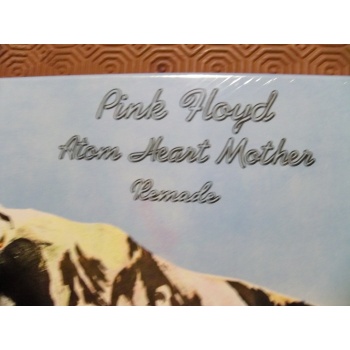 Pink Floyd
Atom Heart Mother
Remade